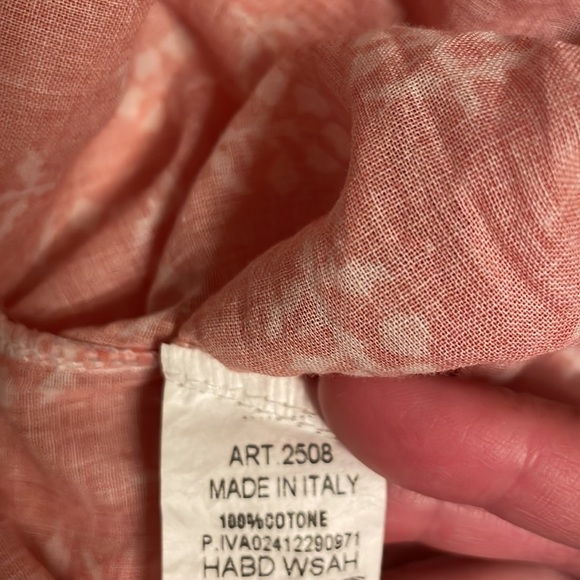 ART.2508
MADE IN ITALY
100%COTONE
P.IVA02412290971
HABD WSAH